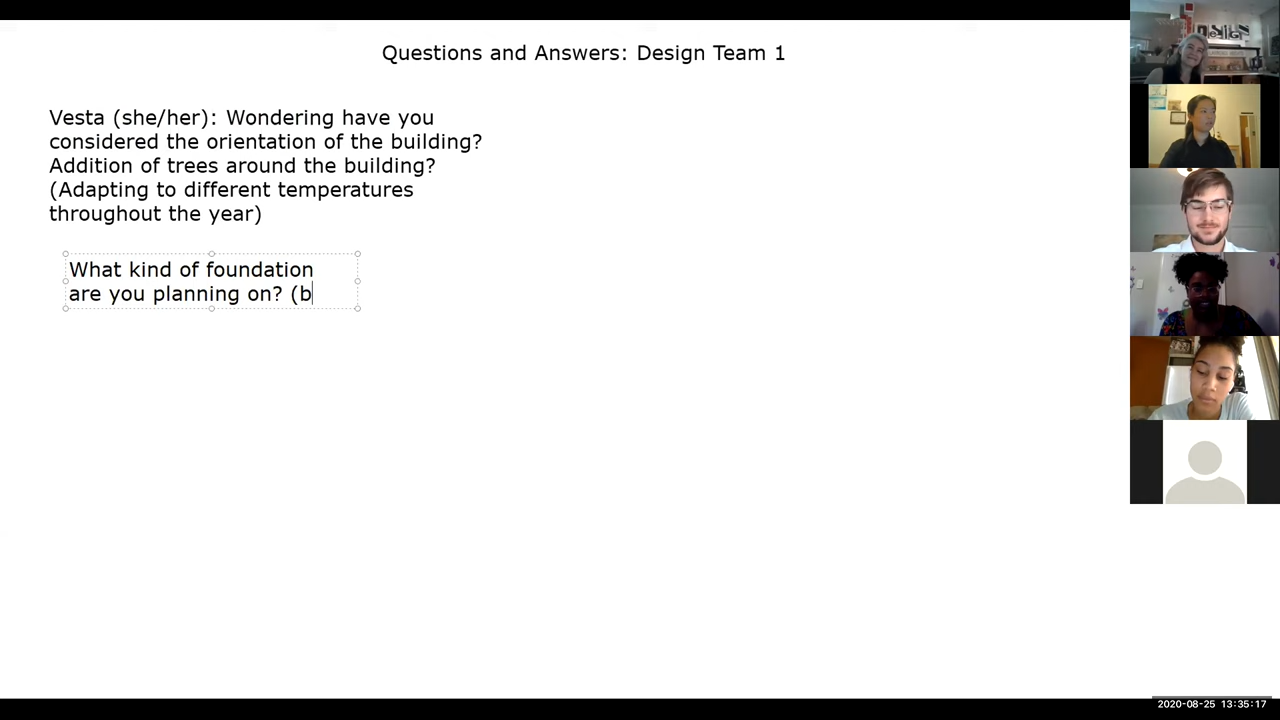 Questions and Answers: Design Team 1
Vesta (she/her): Wondering have you
considered the orientation of the building?
Addition of trees around the building?
(Adapting to different temperatures
throughout the year)
What kind of foundation
are you planning on? (b
2020-08-25 13:35:17